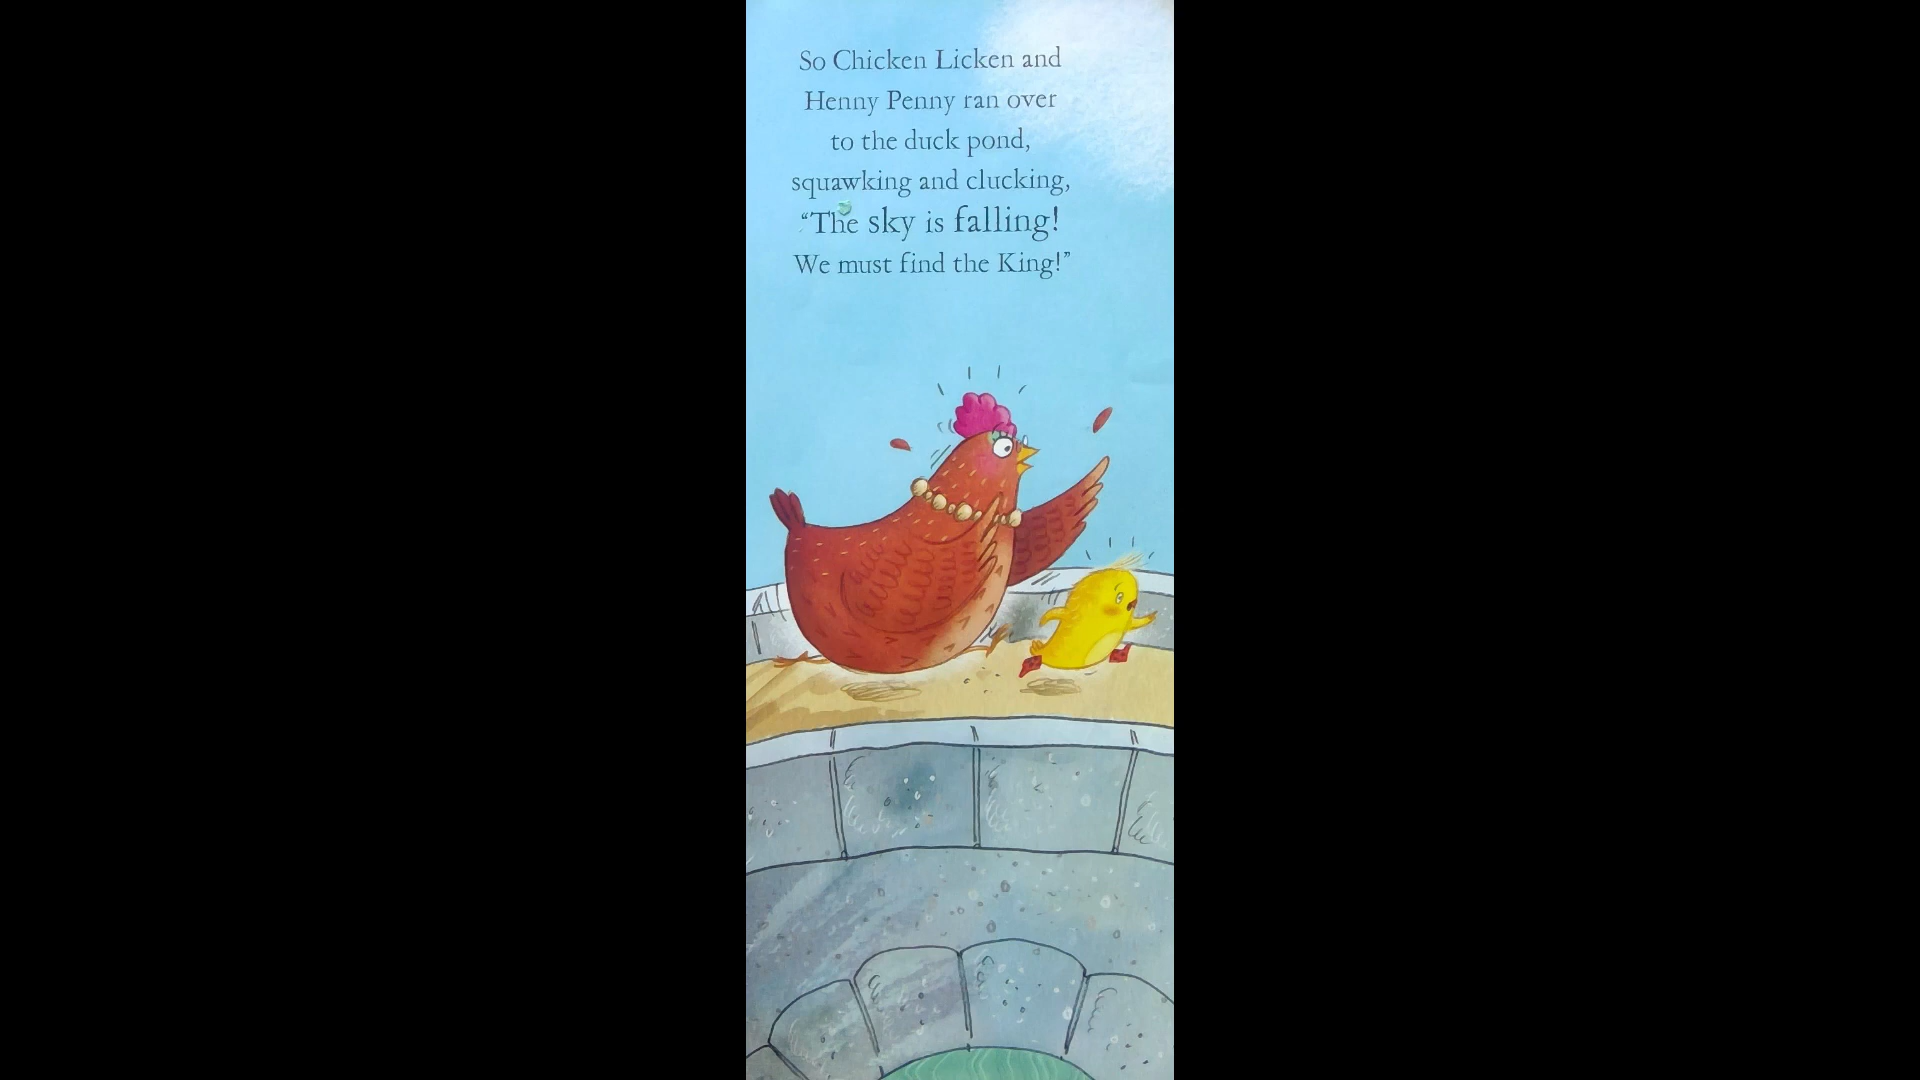 So Chicken Licken and
Henny Penny ran over
to the duck pond,
squawking and clucking,
“The sky is falling!
We must find the King!”